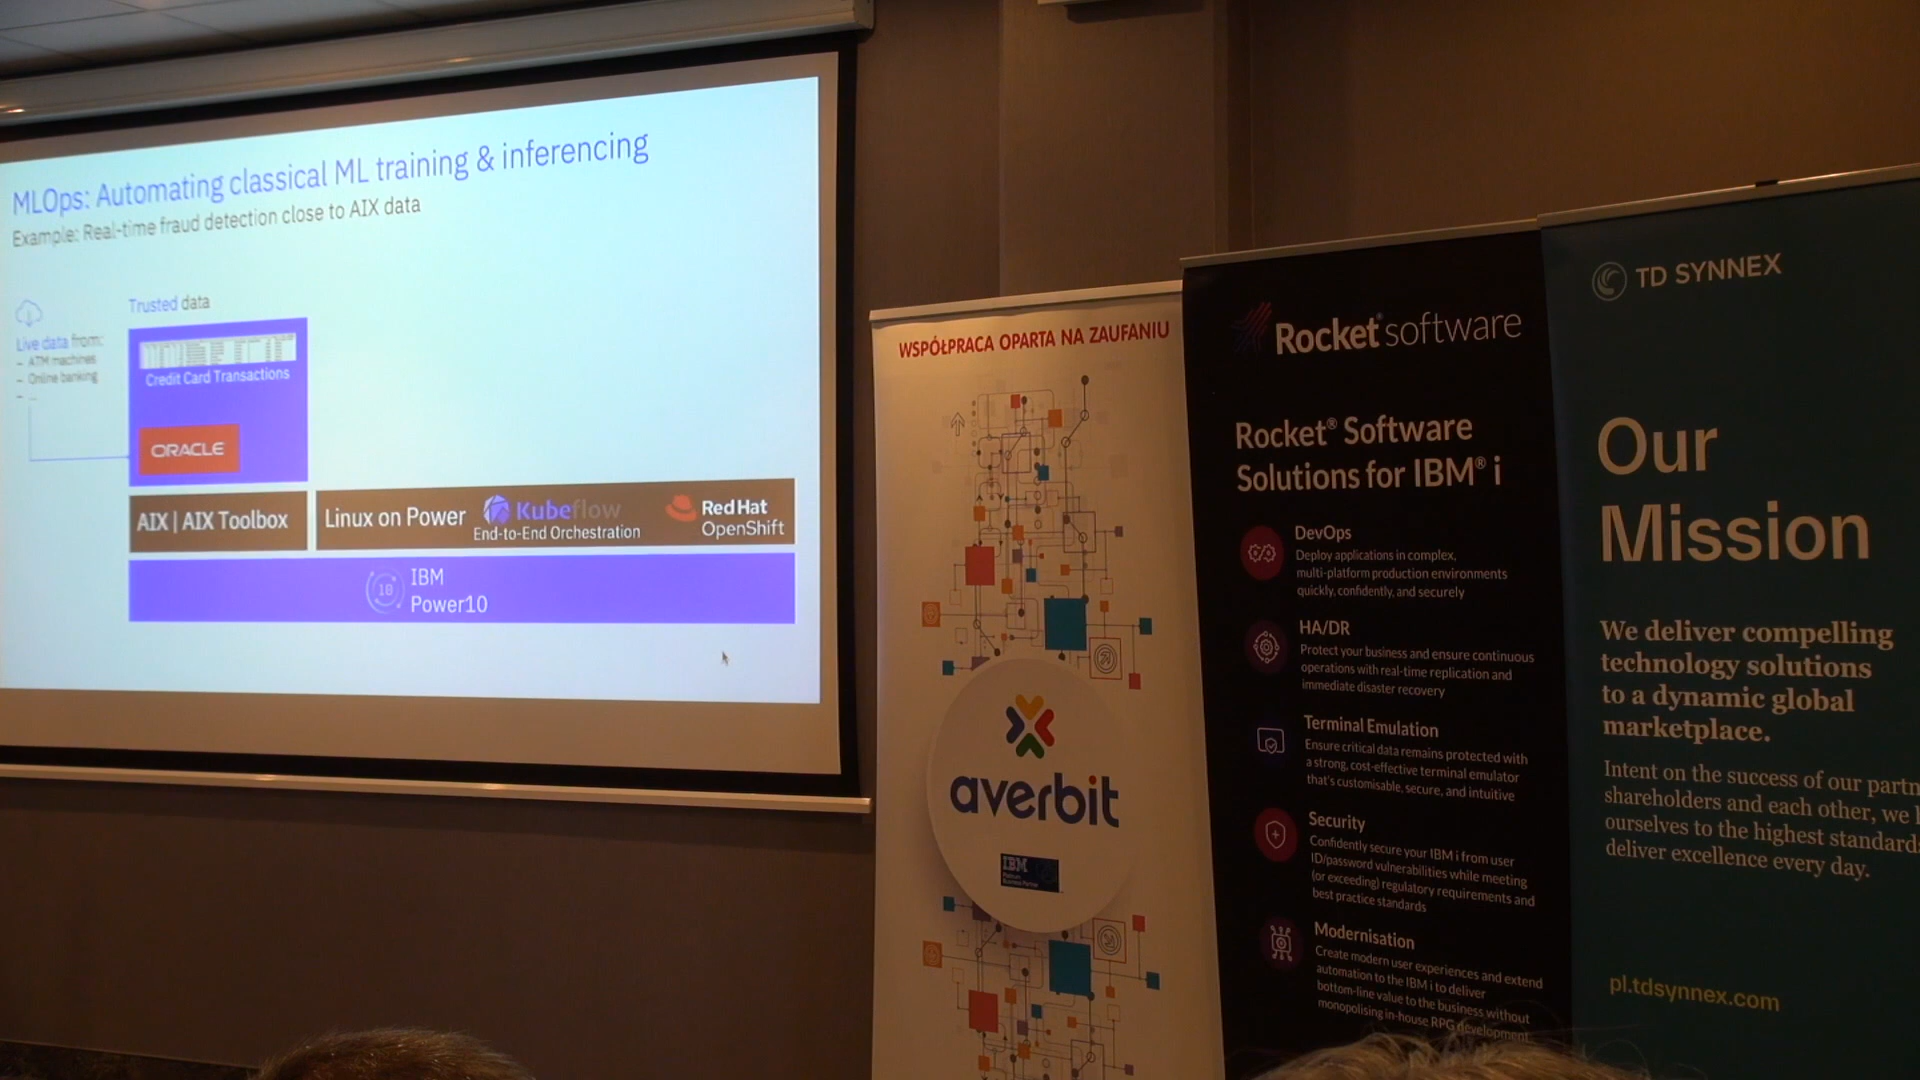 MLOps: Automating classical ML training & inferencing
Example: Real-time fraud detection close to AIX data
Trusted data
Live data from:
– ATM machines
– Online banking
– ...
Credit Card Transactions
ORACLE
AIX | AIX Toolbox
Linux on Power
Kubeflow
End-to-End Orchestration
Red Hat
OpenShift
IBM
Power10
WSPÓŁPRACA OPARTA NA ZAUFANIU
averbit
IBM
Platinum
Business Partner
Rocket® software
Rocket® Software
Solutions for IBM® i
DevOps
Deploy applications in complex,
multi-platform production environments
quickly, confidently, and securely
HA/DR
Protect your business and ensure continuous
operations with real-time replication and
immediate disaster recovery
Terminal Emulation
Ensure critical data remains protected with
a strong, cost-effective terminal emulator
that's customisable, secure, and intuitive
Security
Confidently secure your IBM i from user
ID/password vulnerabilities while meeting
(or exceeding) regulatory requirements and
best practice standards
Modernisation
Create modern user experiences and extend
automation to the IBM i to deliver
bottom-line value to the business without
monopolising in-house RPG development
TD SYNNEX
Our
Mission
We deliver compelling
technology solutions
to a dynamic global
marketplace.
Intent on the success of our partn
shareholders and each other, we
ourselves to the highest standard
deliver excellence every day.
pl.tdsynnex.com